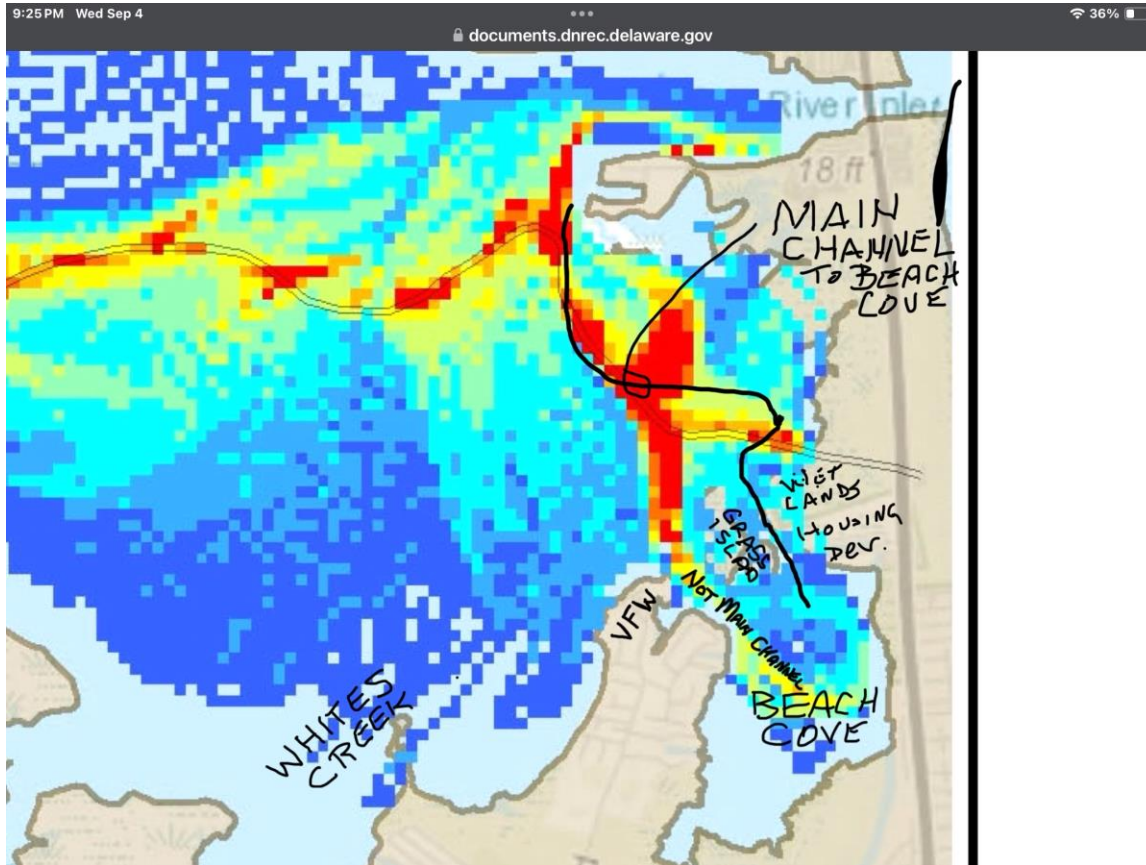 9:25 PM Wed Sep 4
36%
documents.dnrec.delaware.gov
River Inlet
18 ft
MAIN
CHANNEL
TO BEACH
COVE
WET
LANDS
HOUSING
DEV.
GRASS
ISLAD
NOT MAIN CHANNEL
VFW
BEACH
COVE
WHITES
CREEK